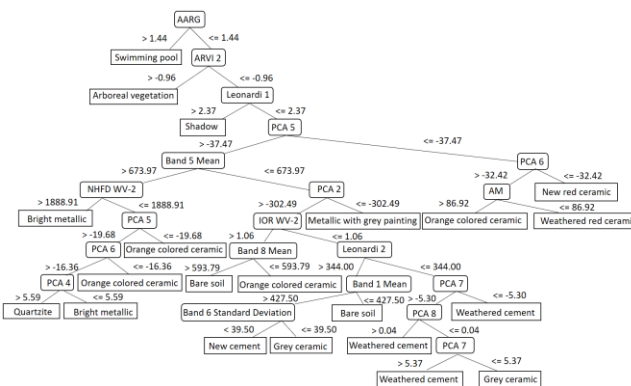 AARG
> 1.44 <= 1.44
Swimming pool ARVI 2
> -0.96 <= -0.96
Arboreal vegetation Leonardi 1
> 2.37 <= 2.37
Shadow PCA 5
> -37.47 <= -37.47
Band 5 Mean PCA 6
> 673.97 <= 673.97 > -32.42 <= -32.42
NHFD WV-2 PCA 2 AM New red ceramic
> 1888.91 <= 1888.91 > -302.49 <= -302.49 > 86.92 <= 86.92
Bright metallic PCA 5 IOR WV-2 Metallic with grey painting Orange colored ceramic Weathered red cerami
> -19.68 <= -19.68 > 1.06 <= 1.06
PCA 6 Orange colored ceramic Band 8 Mean Leonardi 2
> -16.36 <= -16.36 > 593.79 <= 593.79 > 344.00 <= 344.00
PCA 4 Orange colored ceramic Bare soil Orange colored ceramic Band 1 Mean PCA 7
> 5.59 <= 5.59 > 427.50 <= 427.50 > -5.30 <= -5.30
Quartzite Bright metallic Band 6 Standard Deviation Bare soil PCA 8 Weathered cement
< 39.50 <= 39.50 > 0.04 <= 0.04
New cement Grey ceramic Weathered cement PCA 7
> 5.37 <= 5.37
Weathered cement Grey ceramic